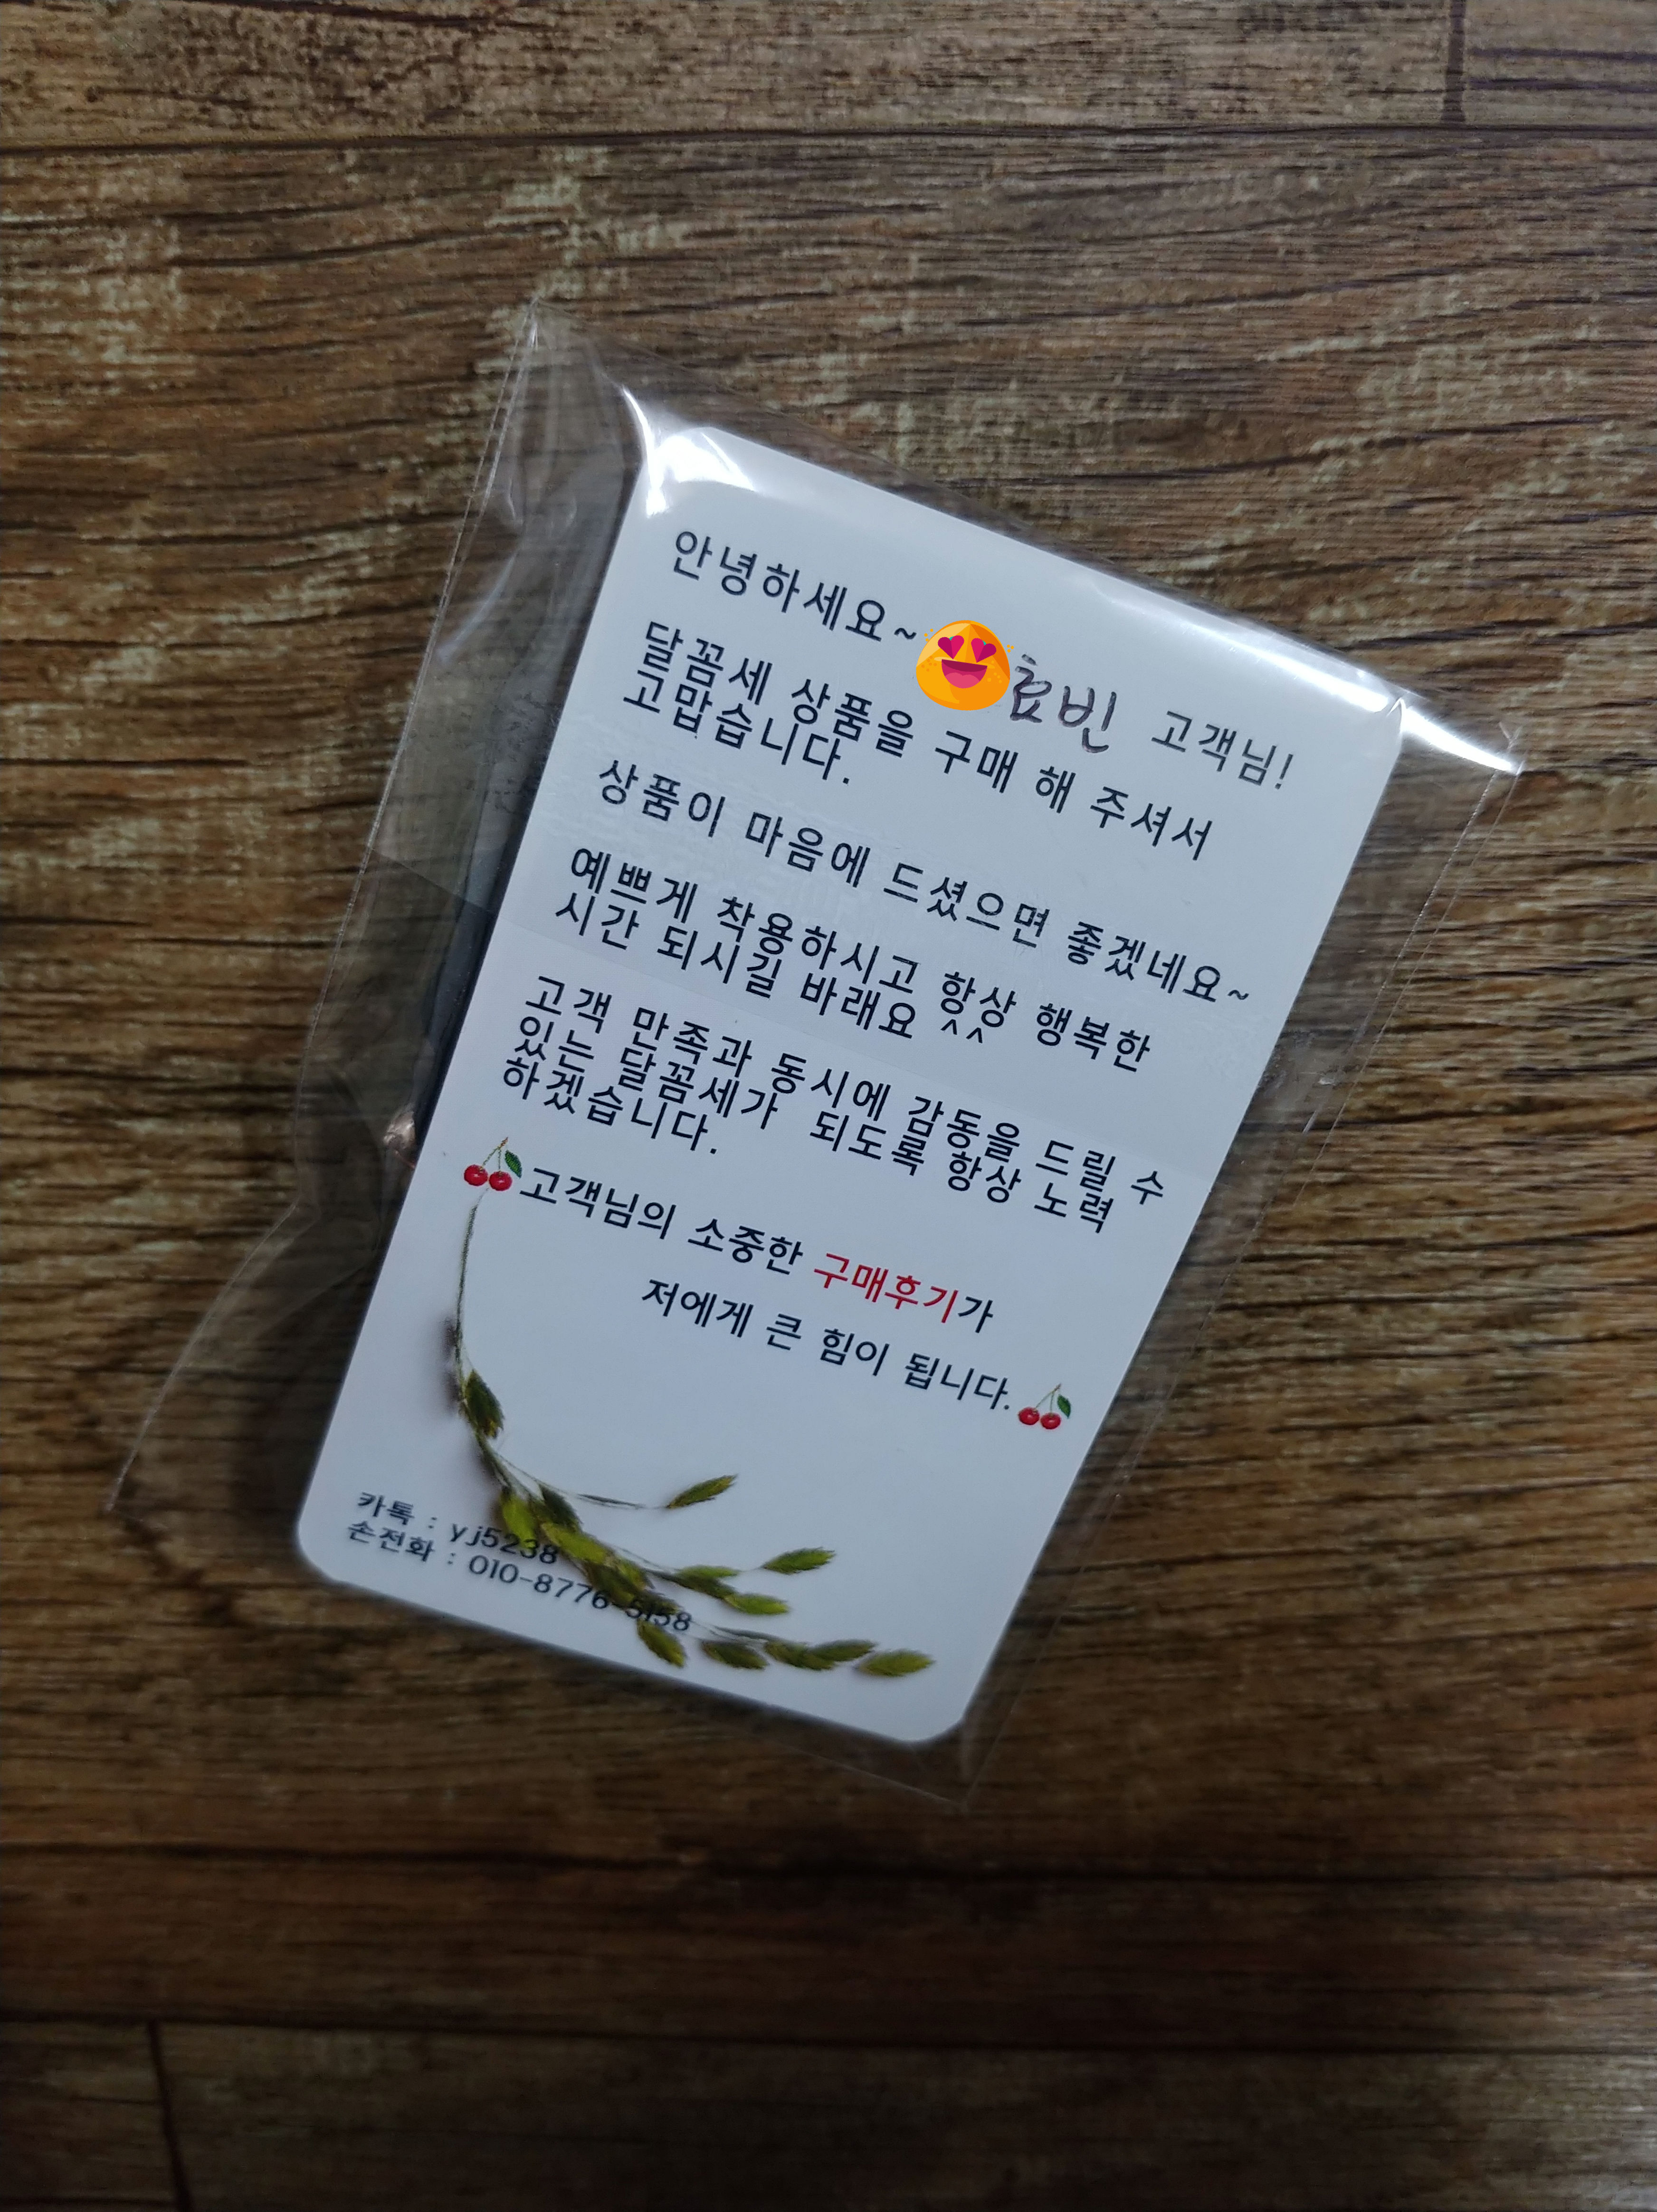 안녕하세요~ 효빈 고객님!
달꼼세 상품을 구매 해 주셔서
고맙습니다.
상품이 마음에 드셨으면 좋겠네요~
예쁘게 착용하시고 항상 행복한
시간 되시길 바래요 ^^
고객 만족과 동시에 감동을 드릴 수
있는 달꼼세가 되도록 항상 노력
하겠습니다.
고객님의 소중한 구매후기가
저에게 큰 힘이 됩니다.
카톡 : yj5238
손전화 : 010-8776-5158